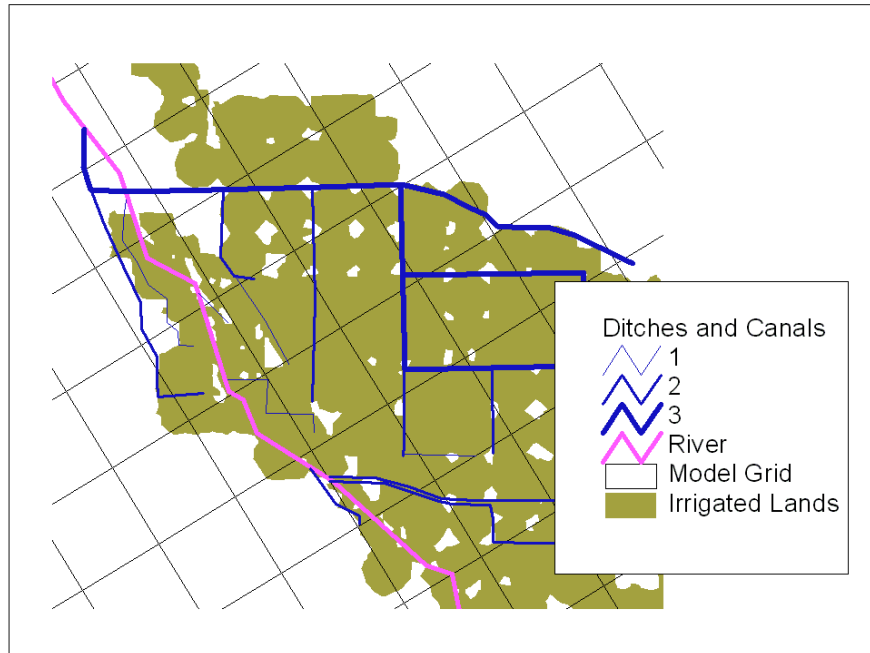 Ditches and Canals
1
2
3
River
Model Grid
Irrigated Lands